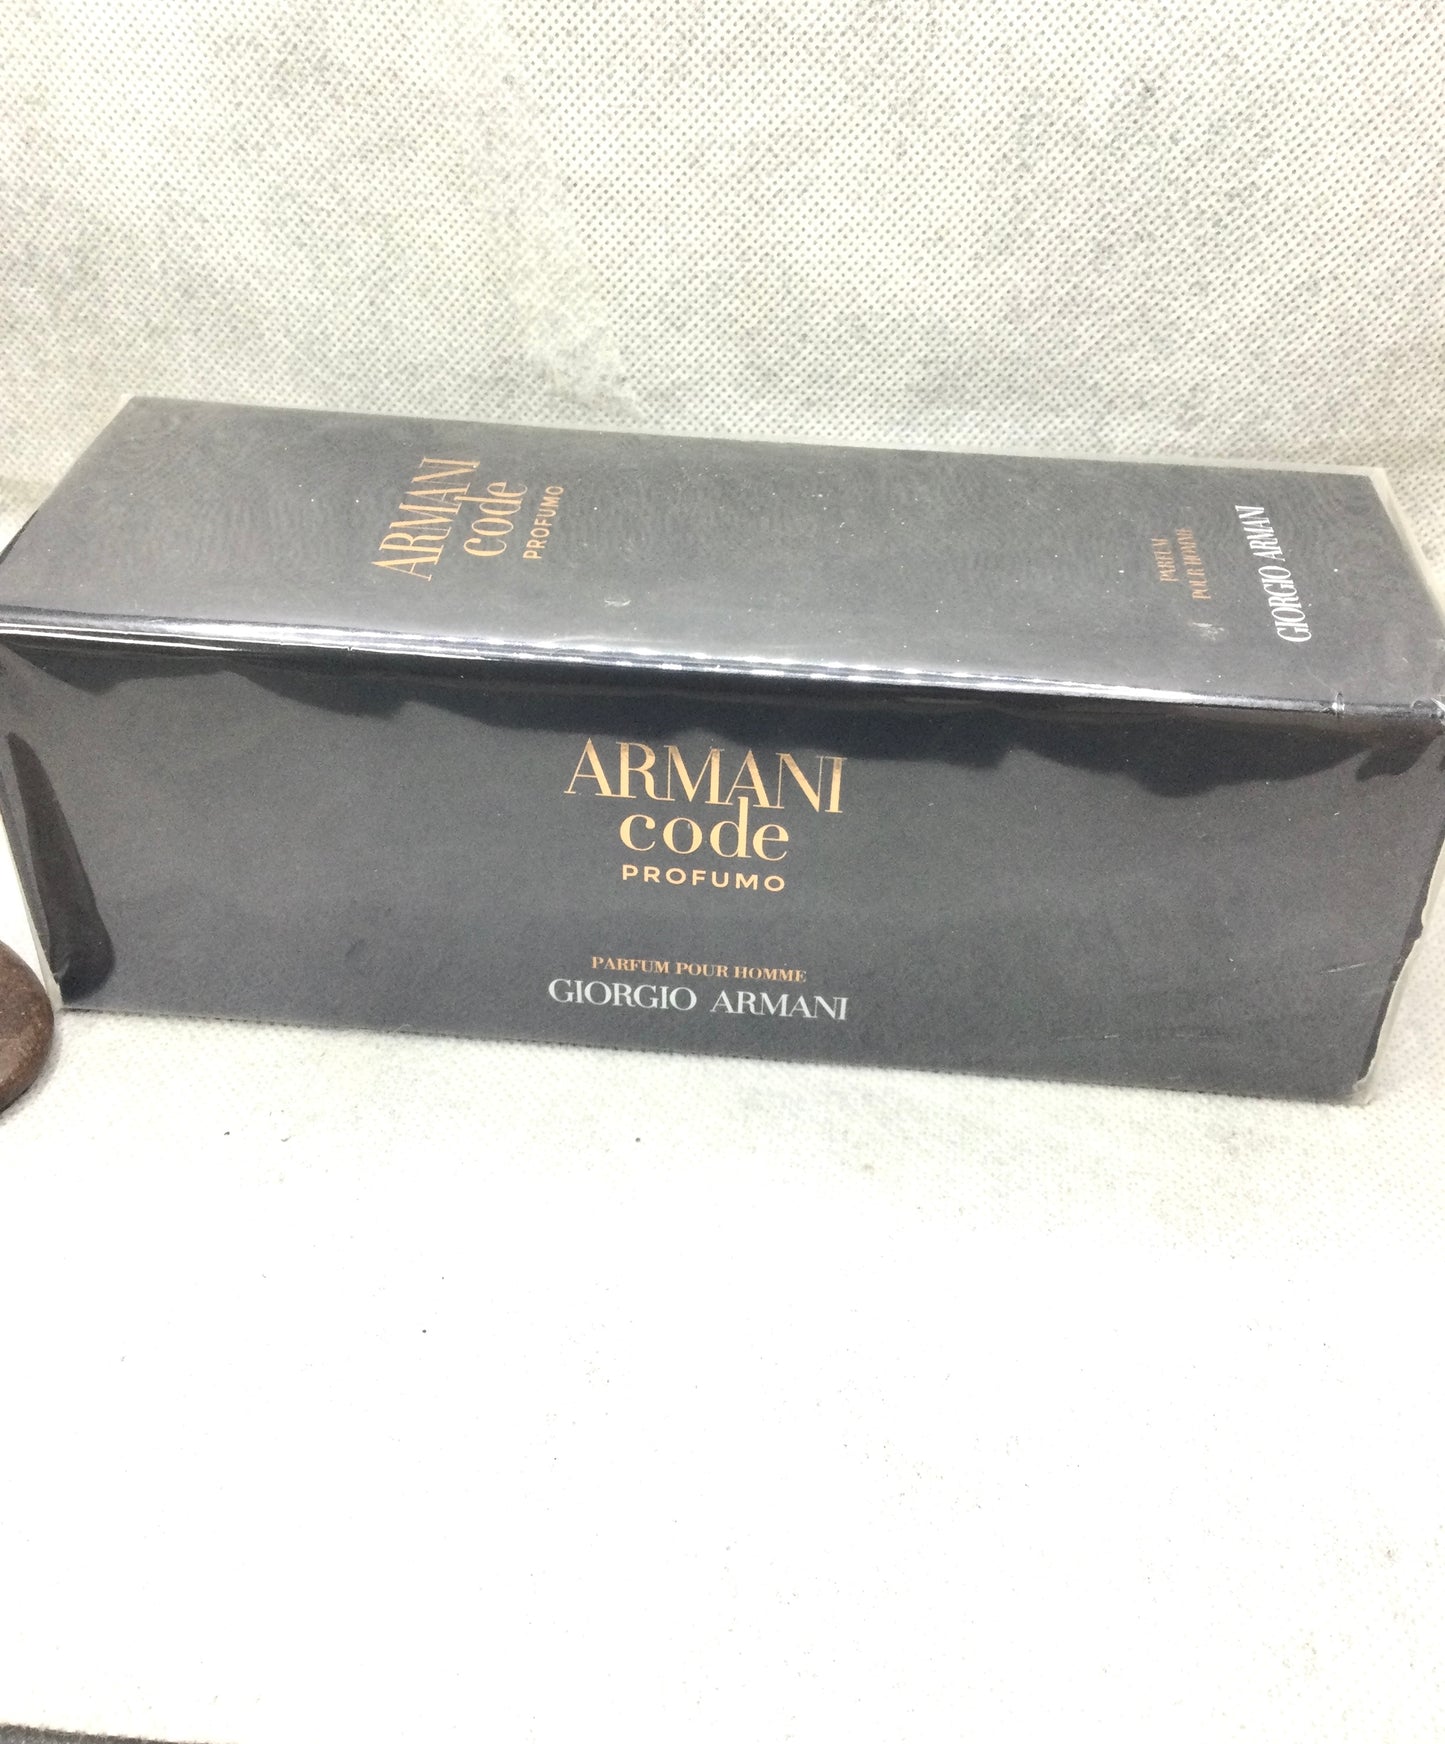 ARMANI
code
PROFUMO
PARFUM
POUR HOMME
GIORGIO ARMANI
ARMANI
code
PROFUMO
PARFUM POUR HOMME
GIORGIO ARMANI